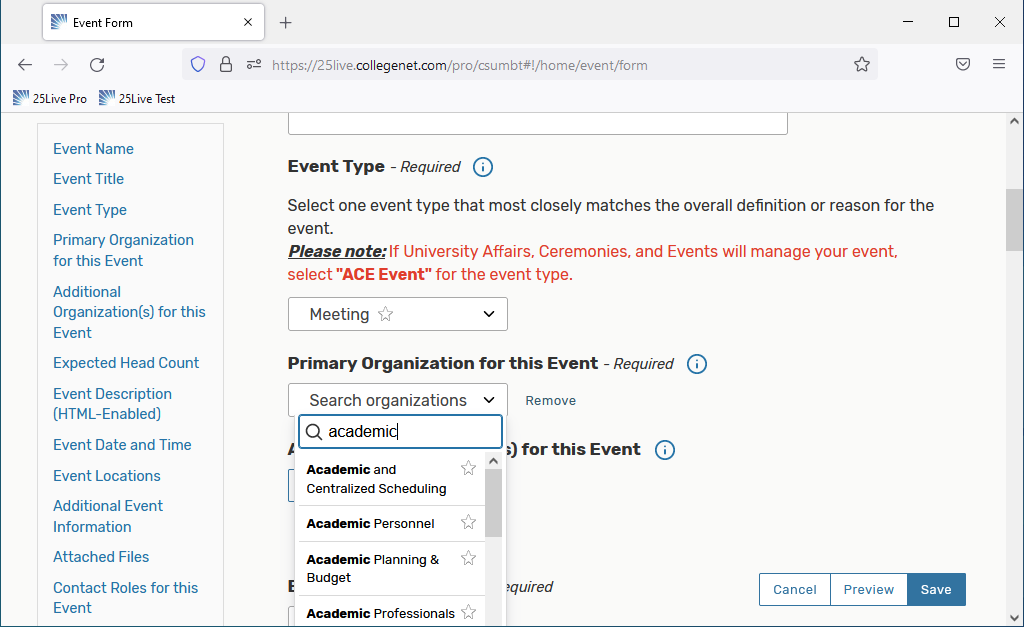 Event Form
https://25live.collegenet.com/pro/csumbt#!/home/event/form
25Live Pro
25Live Test
Event Name
Event Title
Event Type
Primary Organization
for this Event
Additional
Organization(s) for this
Event
Expected Head Count
Event Description
(HTML-Enabled)
Event Date and Time
Event Locations
Additional Event
Information
Attached Files
Contact Roles for this
Event
Event Type - Required
Select one event type that most closely matches the overall definition or reason for the
event.
Please note: If University Affairs, Ceremonies, and Events will manage your event,
select "ACE Event" for the event type.
Meeting
Primary Organization for this Event - Required
Search organizations
Remove
academic
for this Event
Academic and
Centralized Scheduling
Academic Personnel
Academic Planning &
Budget
Academic Professionals
Cancel
Preview
Save